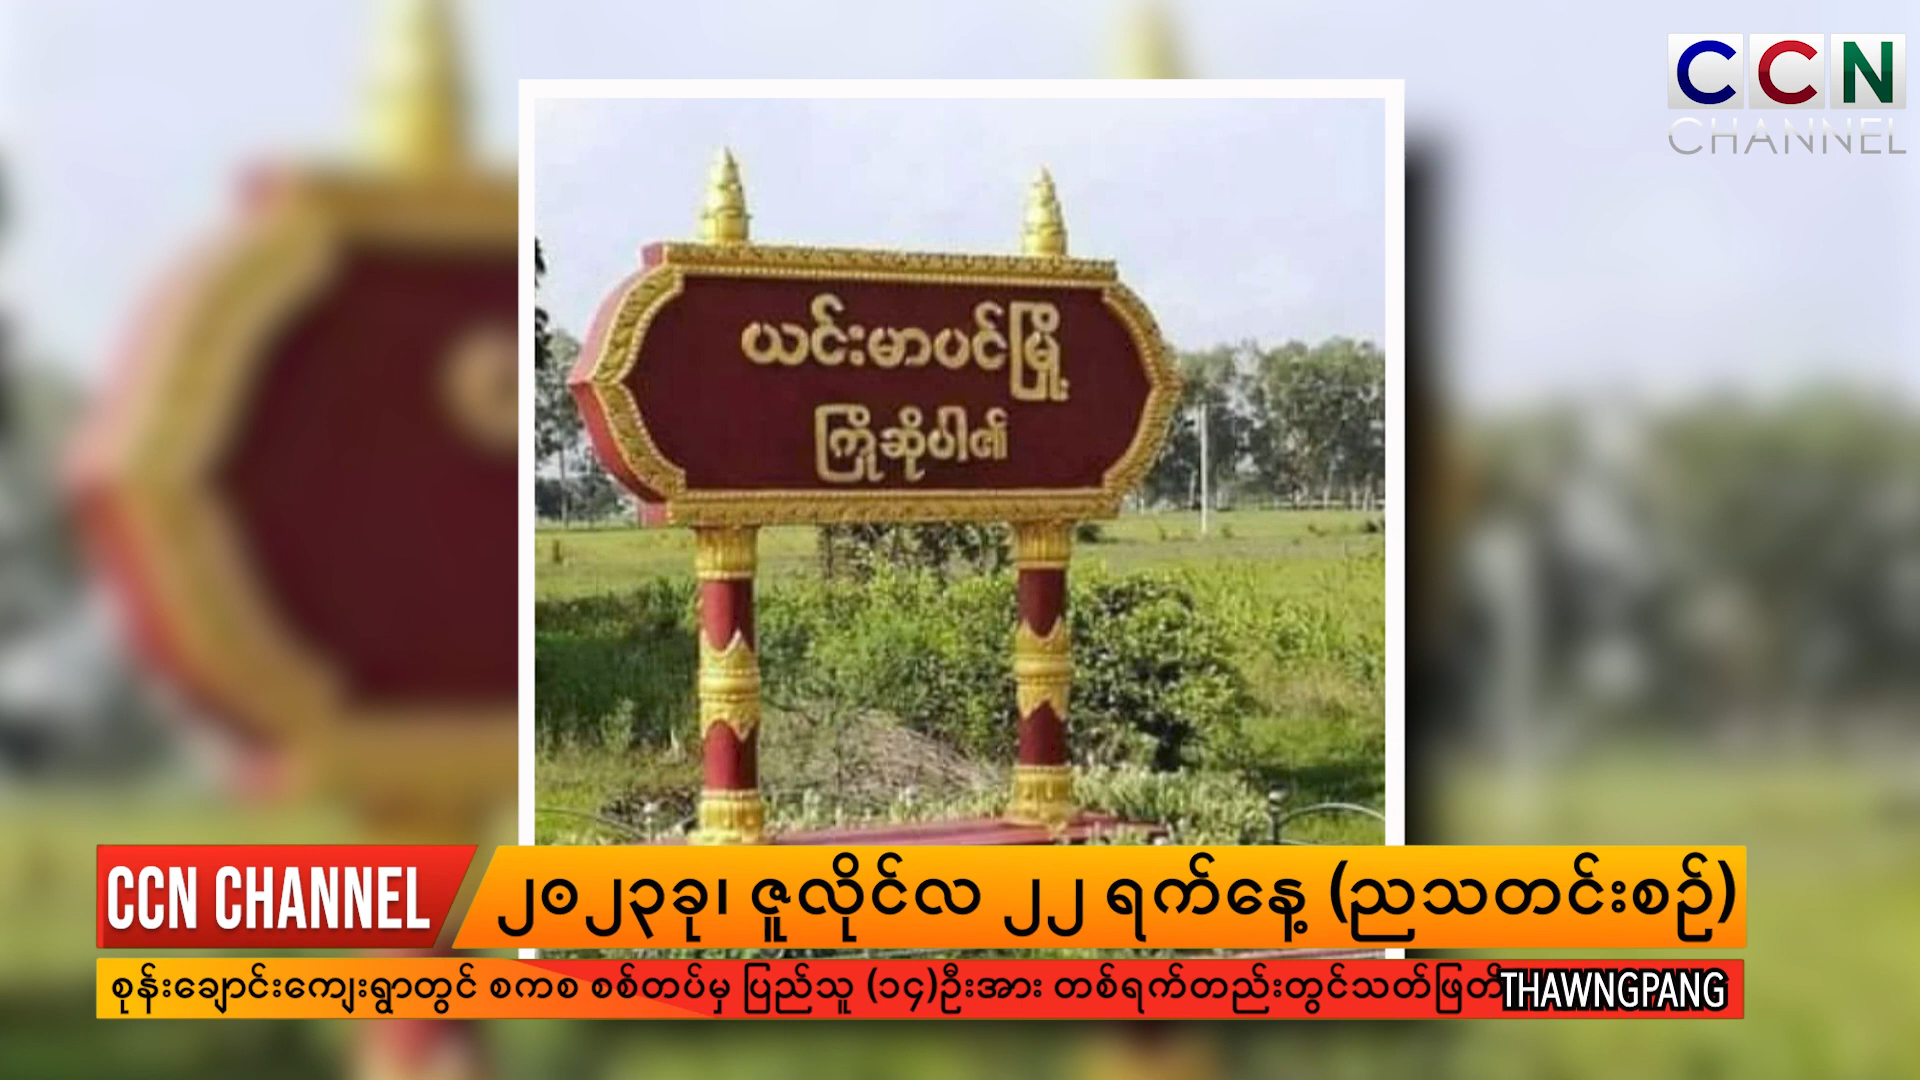 CCN
CHANNEL
ယင်းမာပင်မြို့
ကြိုဆိုပါ၏
CCN CHANNEL
၂၀၂၃ခု၊ ဇူလိုင်လ ၂၂ ရက်နေ့ (ညသတင်းစဉ်)
စုန်းချောင်းကျေးရွာတွင် စကစ စစ်တပ်မှ ပြည်သူ (၁၄)ဦးအား တစ်ရက်တည်းတွင်သတ်ဖြတ်
THAWNGPANG